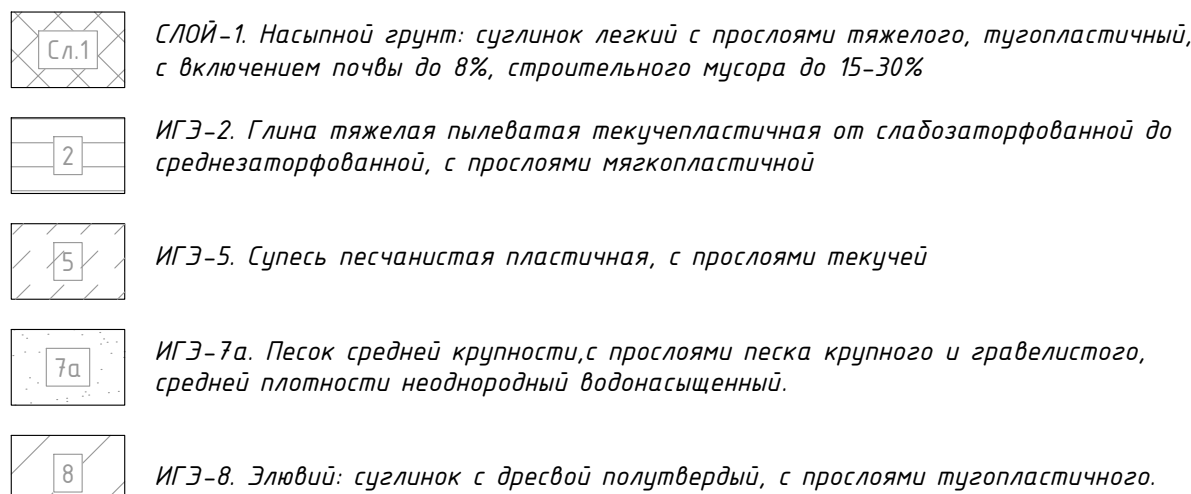 Сл.1
СЛОЙ-1. Насыпной грунт: суглинок легкий с прослоями тяжелого, тугопластичный,
с включением почвы до 8%, строительного мусора до 15-30%
2
ИГЭ-2. Глина тяжелая пылеватая текучепластичная от слабозаторфованной до
среднезаторфованной, с прослоями мягкопластичной
5
ИГЭ-5. Супесь песчанистая пластичная, с прослоями текучей
7а
ИГЭ-7а. Песок средней крупности,с прослоями песка крупного и гравелистого,
средней плотности неоднородный водонасыщенный.
8
ИГЭ-8. Элювий: суглинок с дресвой полутвердый, с прослоями тугопластичного.